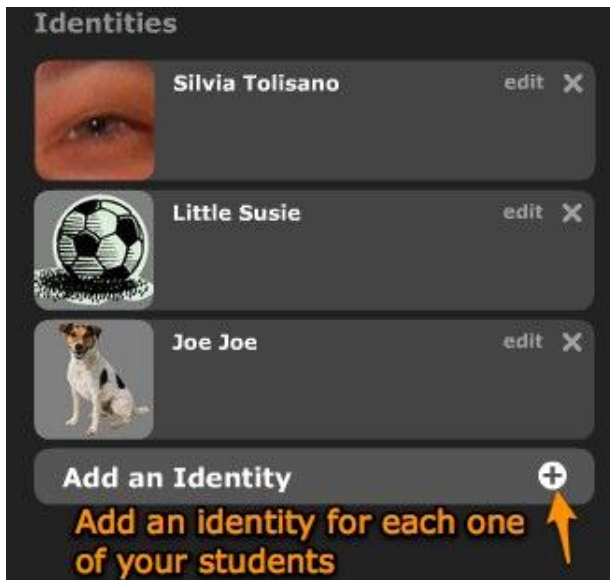 Identities
Silvia Tolisano edit
Little Susie edit
Joe Joe edit
Add an Identity
Add an identity for each one
of your students